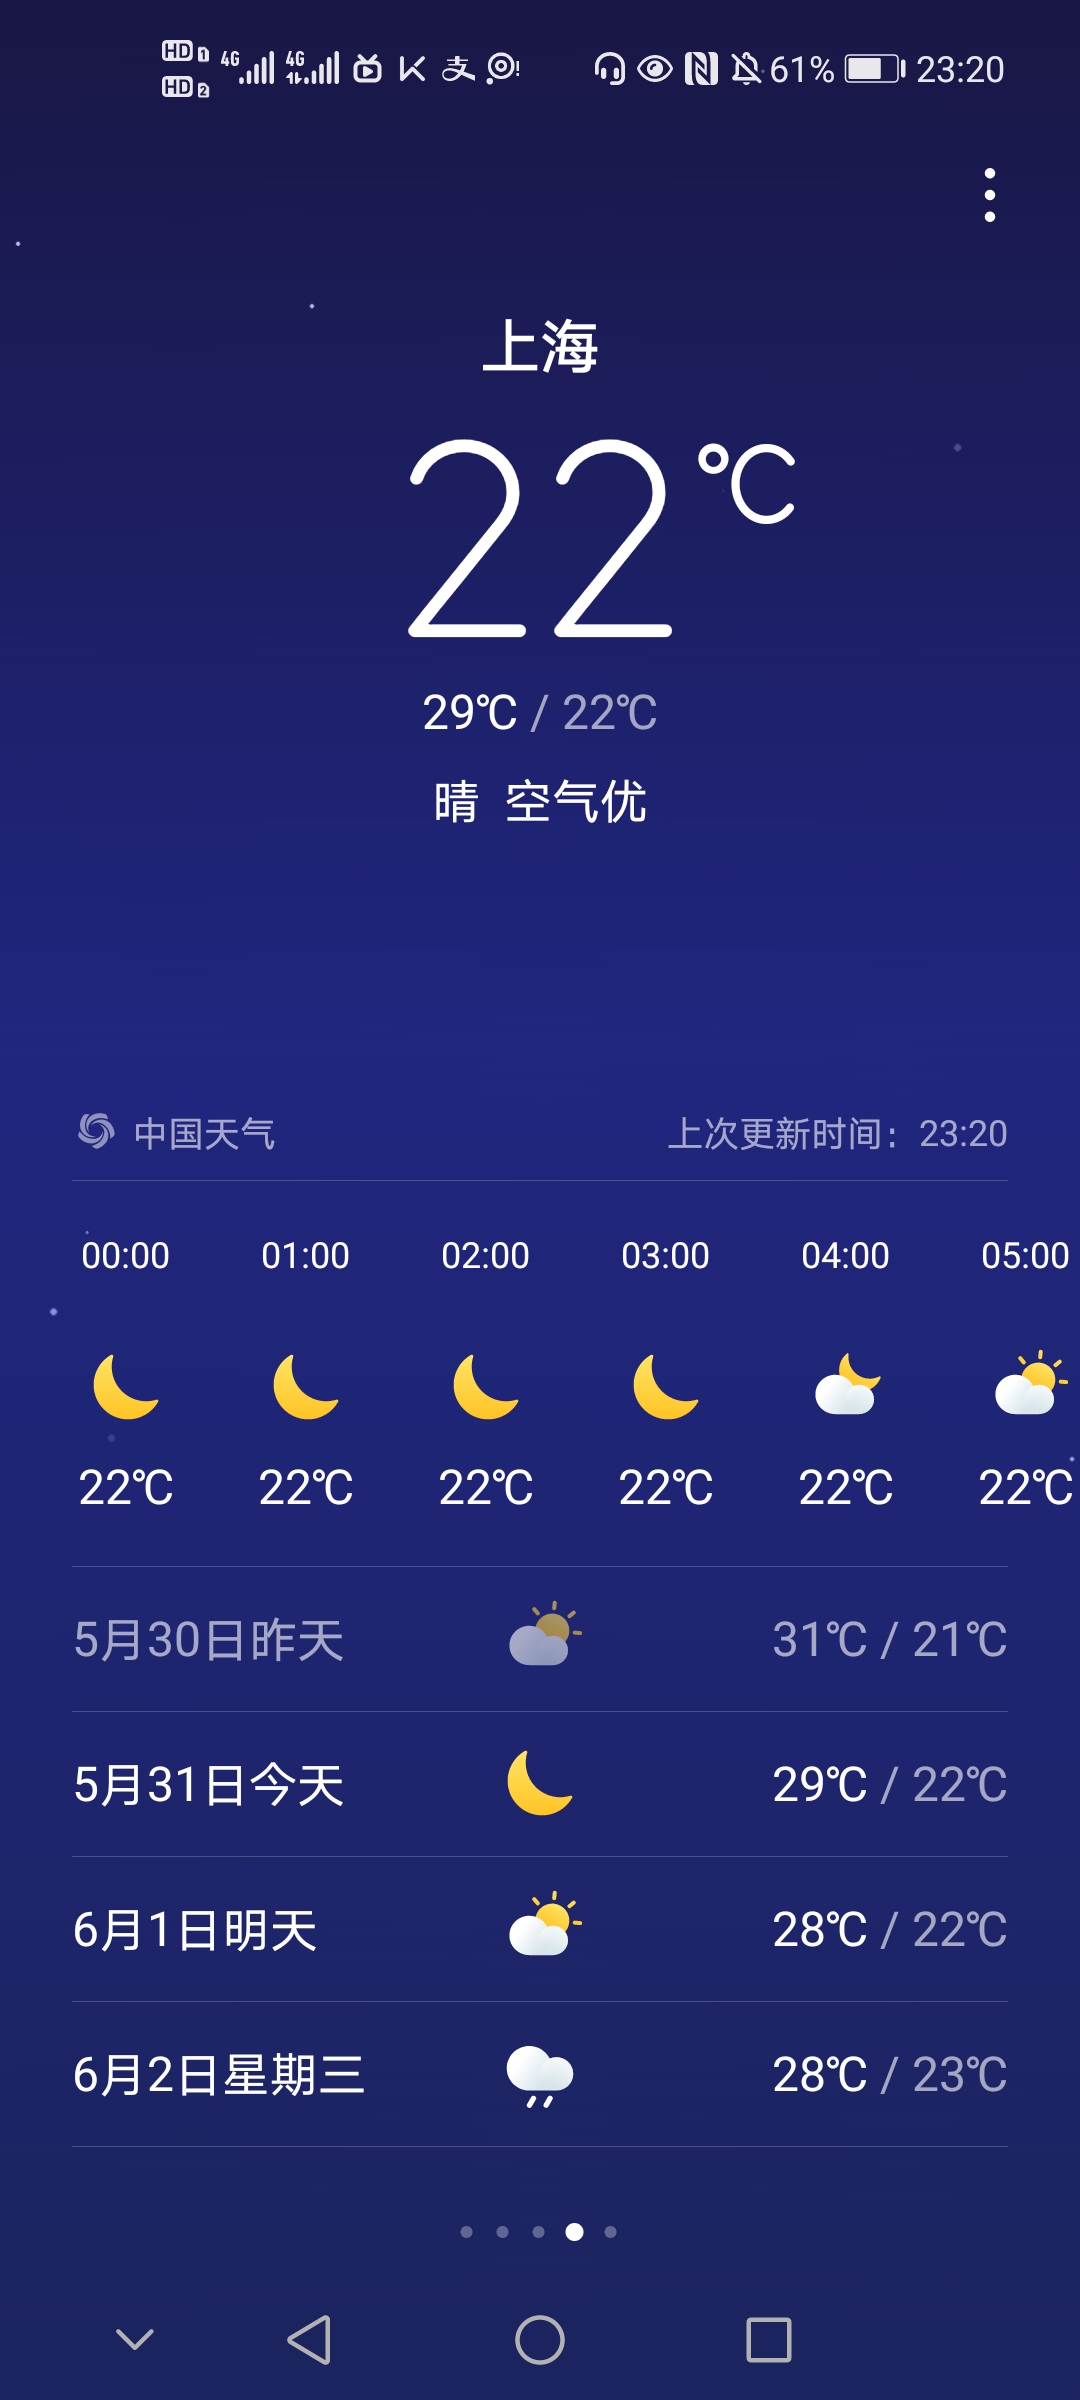 HD 1 4G 4G 61% 23:20
HD 2
上海
22℃
29℃ / 22℃
晴 空气优
中国天气 上次更新时间：23:20
00:00 01:00 02:00 03:00 04:00 05:00
22℃ 22℃ 22℃ 22℃ 22℃ 22℃
5月30日昨天 31℃ / 21℃
5月31日今天 29℃ / 22℃
6月1日明天 28℃ / 22℃
6月2日星期三 28℃ / 23℃